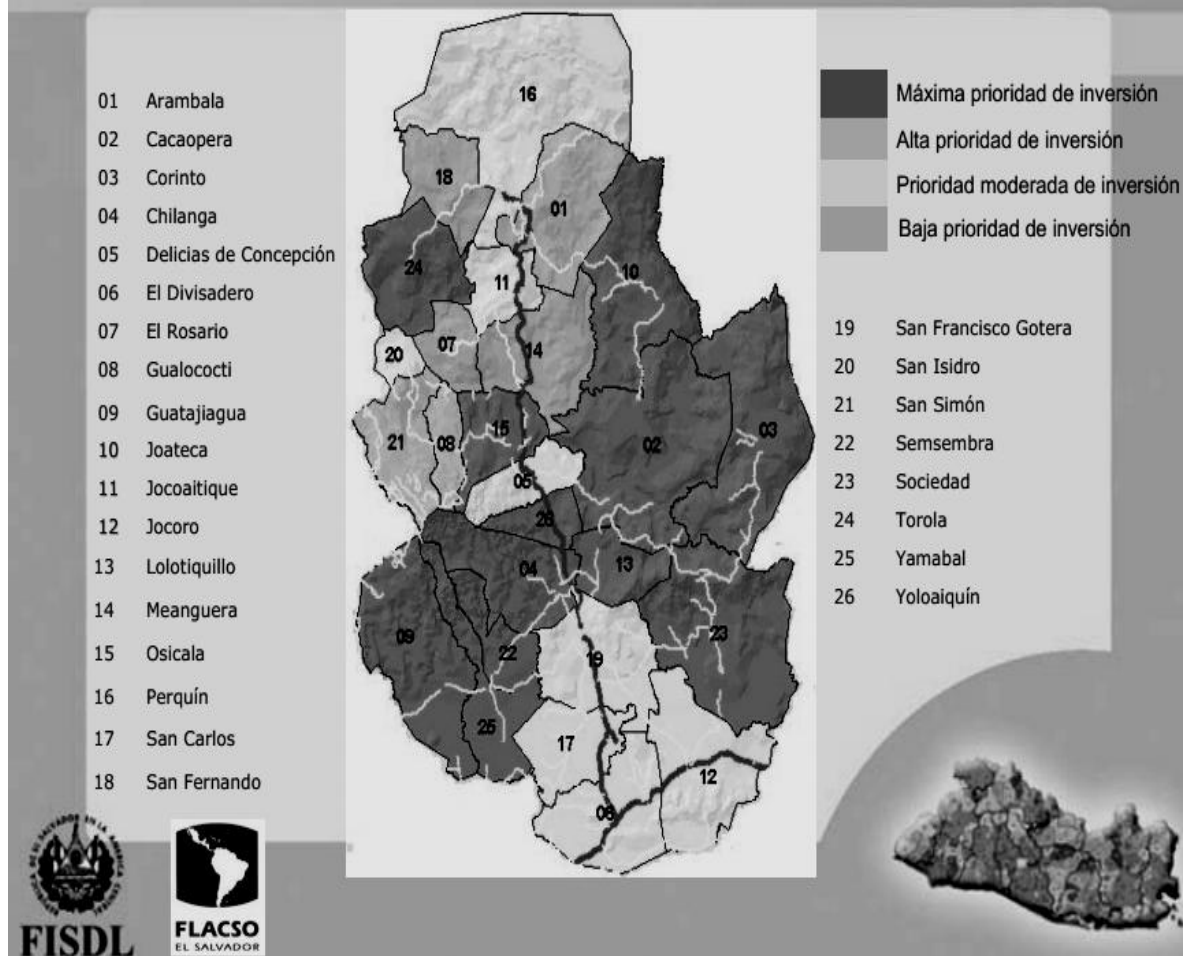 01 Arambala
02 Cacaopera
03 Corinto
04 Chilanga
05 Delicias de Concepción
06 El Divisadero
07 El Rosario
08 Gualococti
09 Guatajiagua
10 Joateca
11 Jocoaitique
12 Jocoro
13 Lolotiquillo
14 Meanguera
15 Osicala
16 Perquín
17 San Carlos
18 San Fernando
16
18
01
24
10
11
20
07
14
21
08
15
02
03
05
26
04
13
09
22
19
23
25
17
12
06
Máxima prioridad de inversión
Alta prioridad de inversión
Prioridad moderada de inversión
Baja prioridad de inversión
19 San Francisco Gotera
20 San Isidro
21 San Simón
22 Semsembra
23 Sociedad
24 Torola
25 Yamabal
26 Yoloaiquín
FISDL
FLACSO
EL SALVADOR